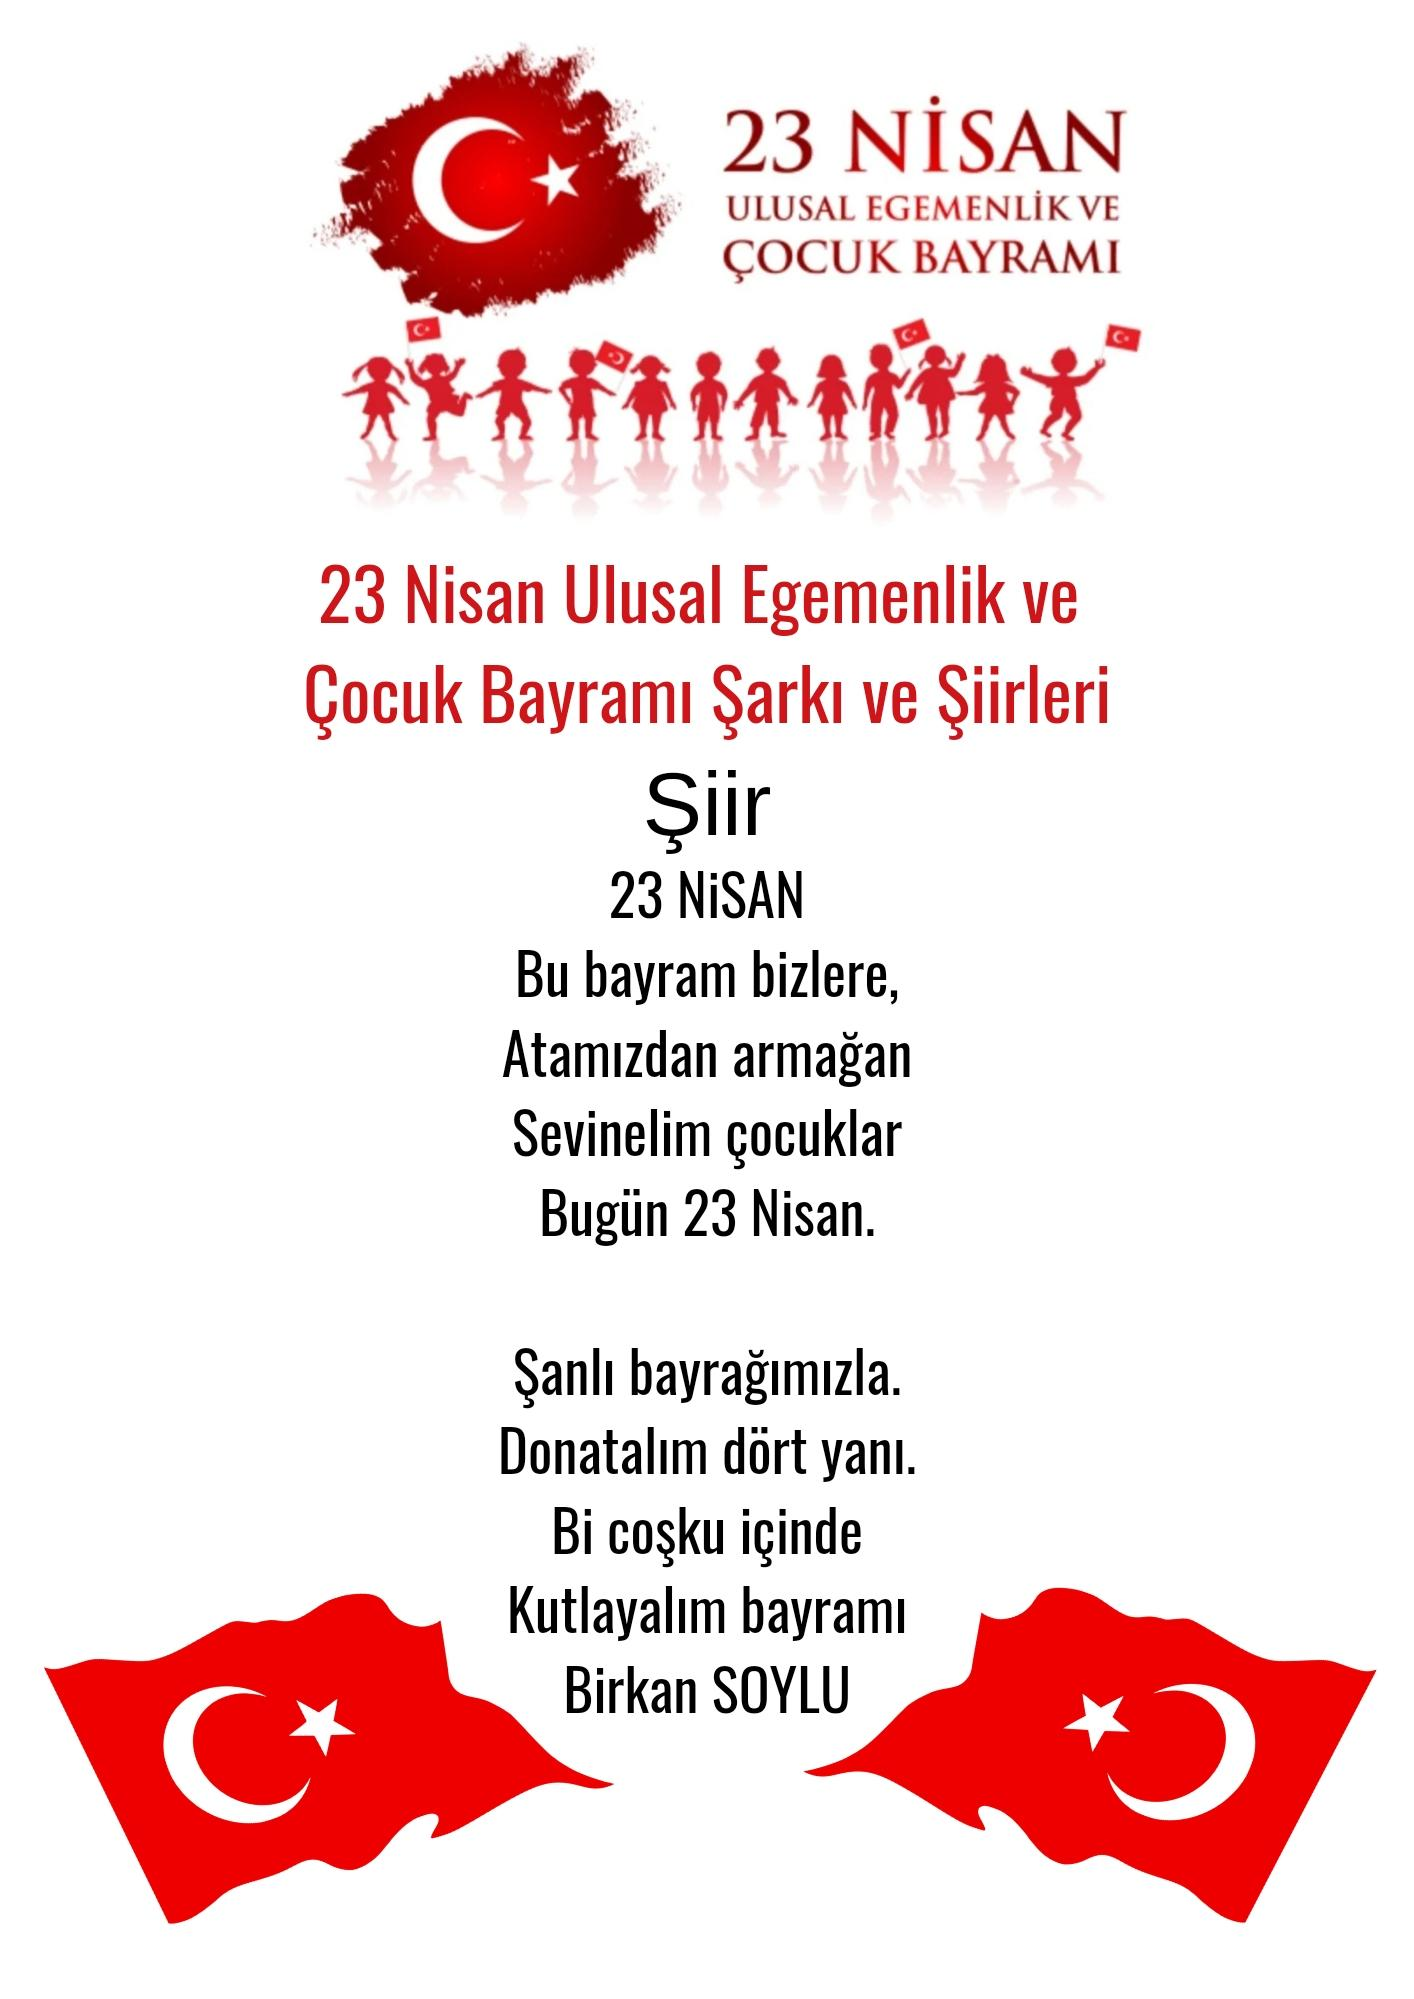 23 NİSAN
ULUSAL EGEMENLİK VE
ÇOCUK BAYRAMI
23 Nisan Ulusal Egemenlik ve
Çocuk Bayramı Şarkı ve Şiirleri
Şiir
23 NiSAN
Bu bayram bizlere,
Atamızdan armağan
Sevinelim çocuklar
Bugün 23 Nisan.
Şanlı bayrağımızla.
Donatalım dört yanı.
Bi coşku içinde
Kutlayalım bayramı
Birkan SOYLU